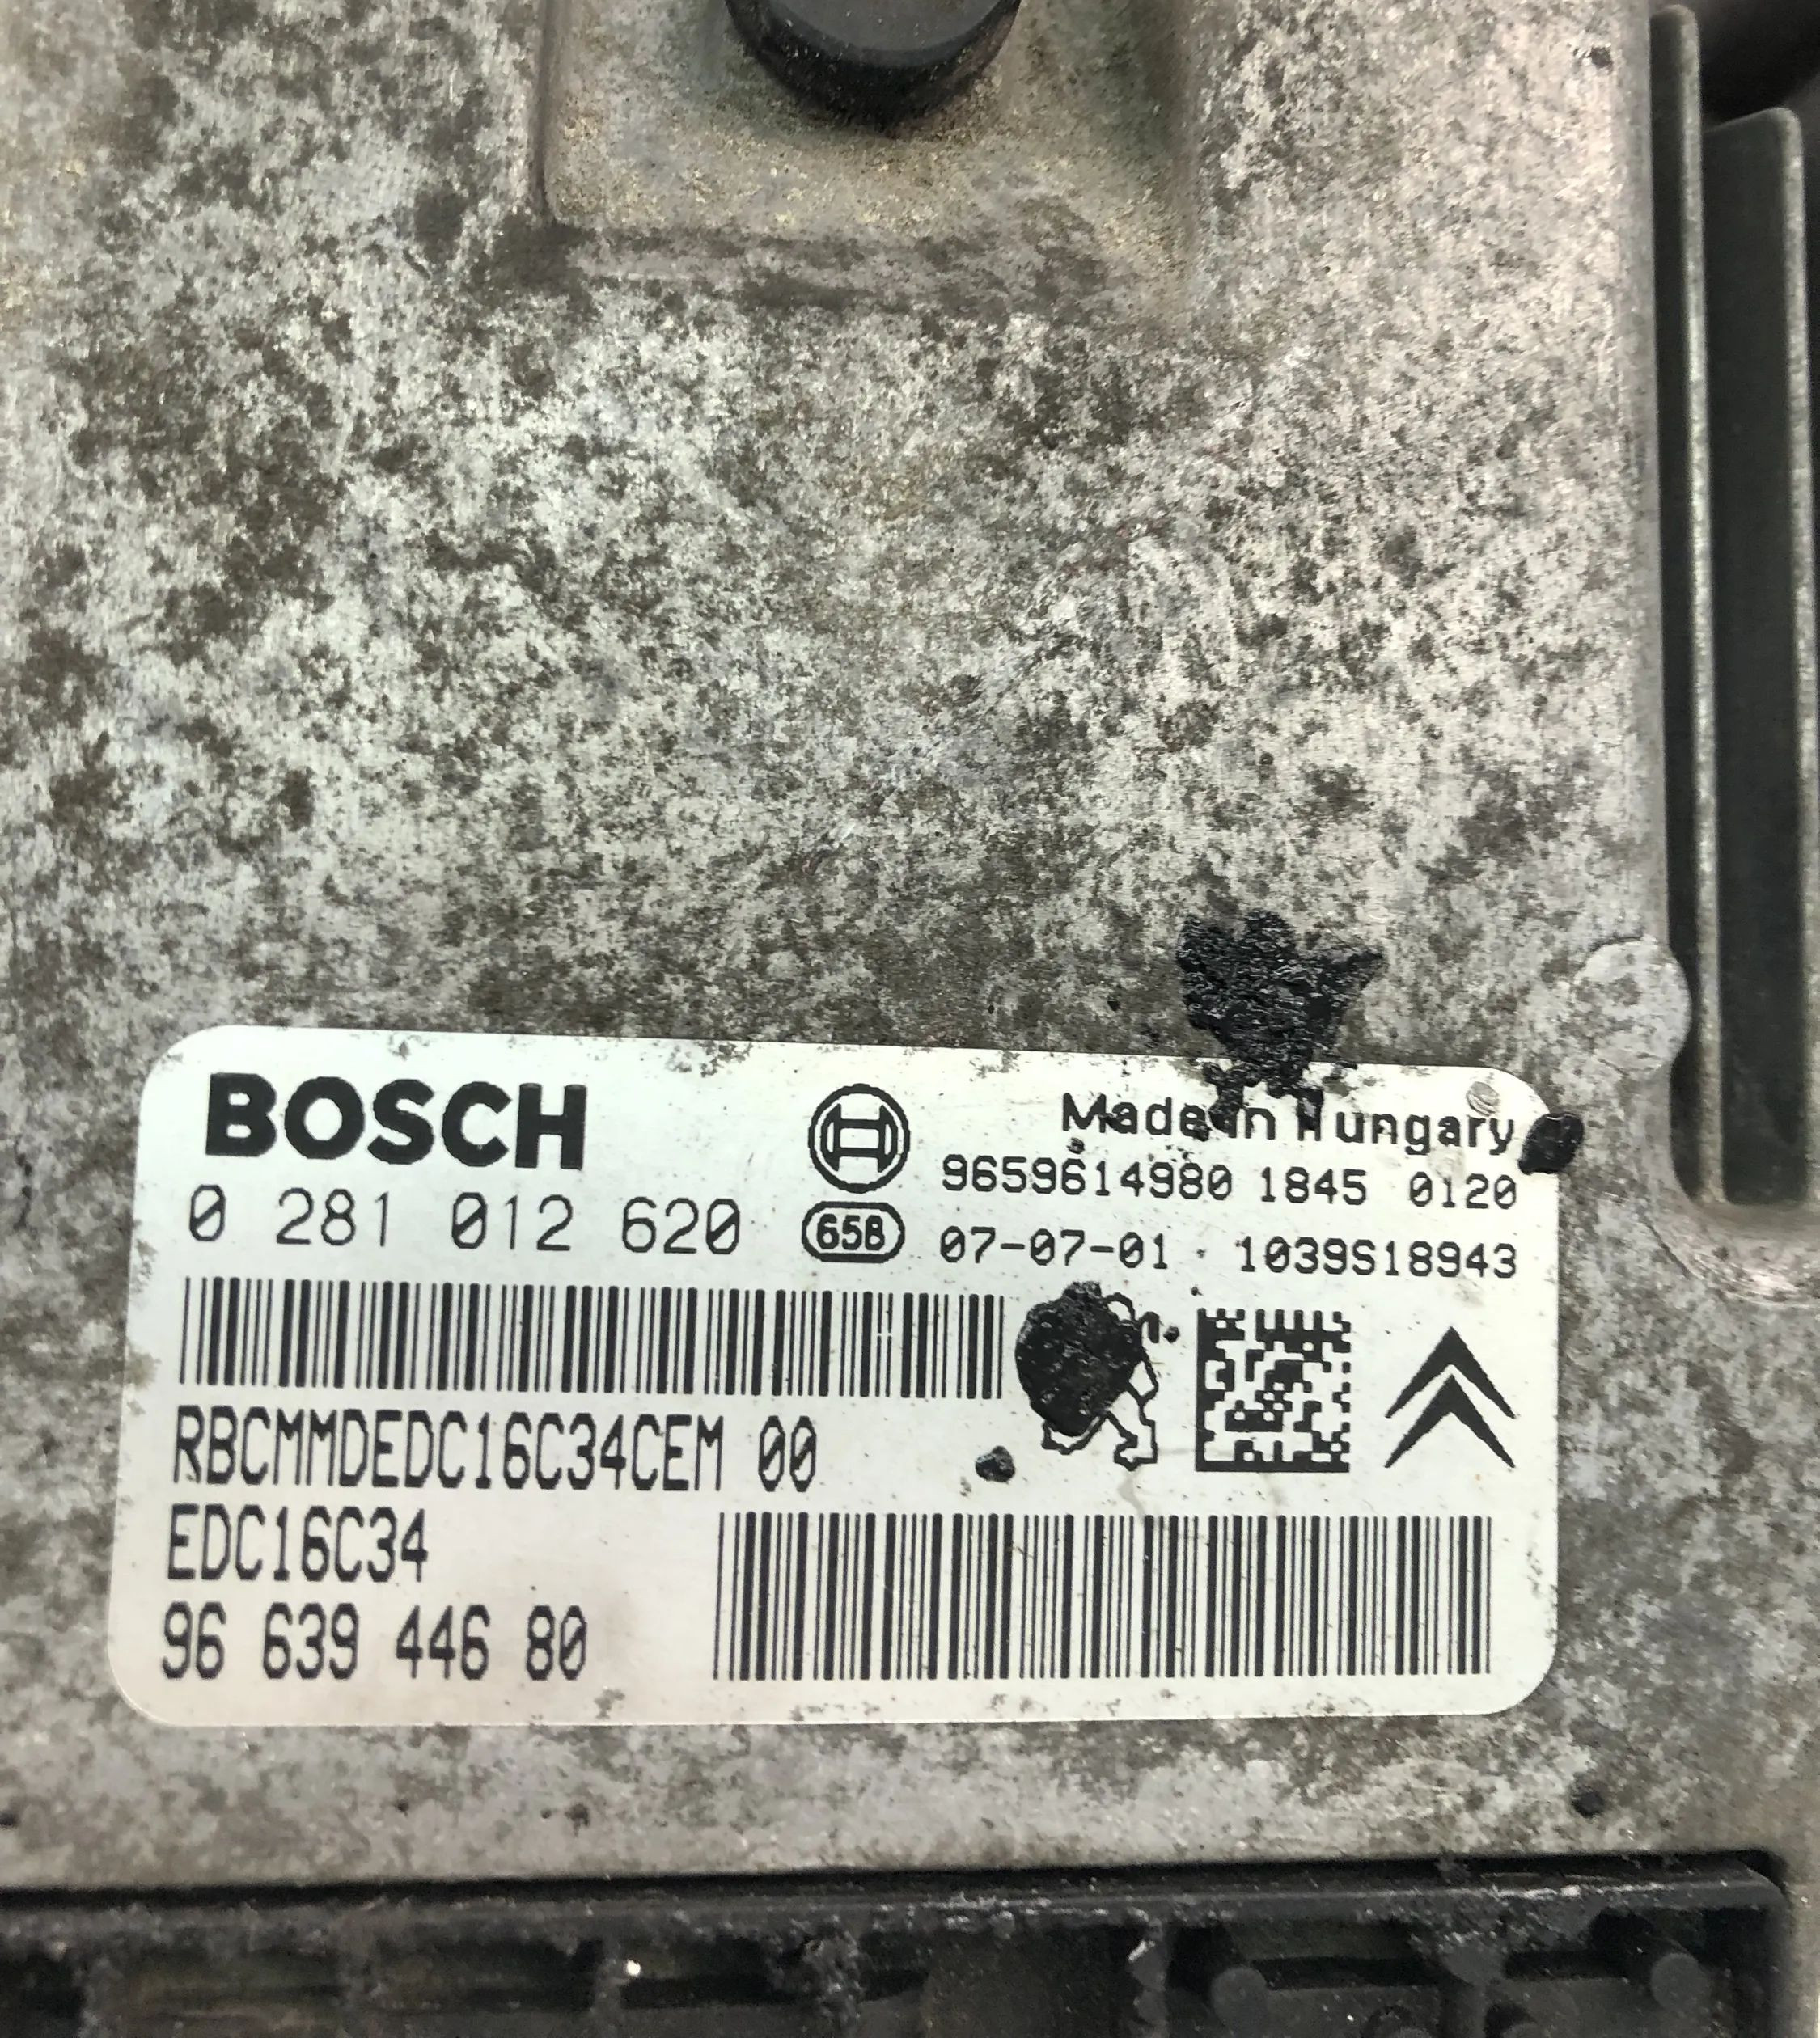 BOSCH
Made in Hungary
9659614980 1845 0120
0 281 012 620
65B
07-07-01 · 1039S18943
RBCMMDEDC16C34CEM 00
EDC16C34
96 639 446 80